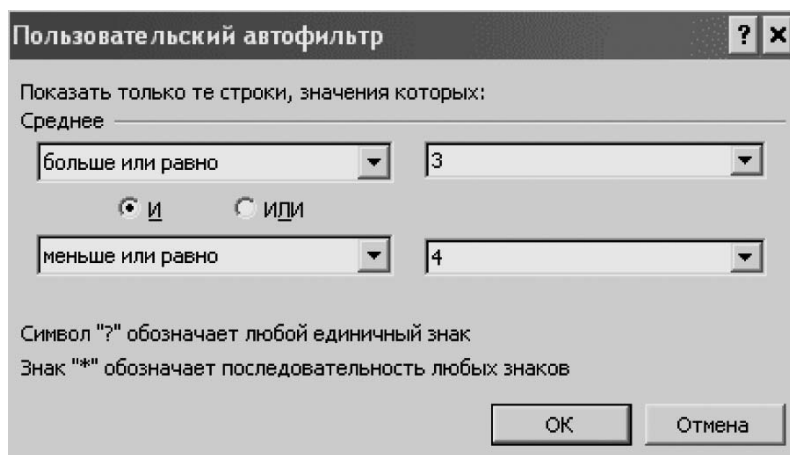 Пользовательский автофильтр
Показать только те строки, значения которых:
Среднее
больше или равно 3
И ИЛИ
меньше или равно 4
Символ "?" обозначает любой единичный знак
Знак "*" обозначает последовательность любых знаков
ОК Отмена